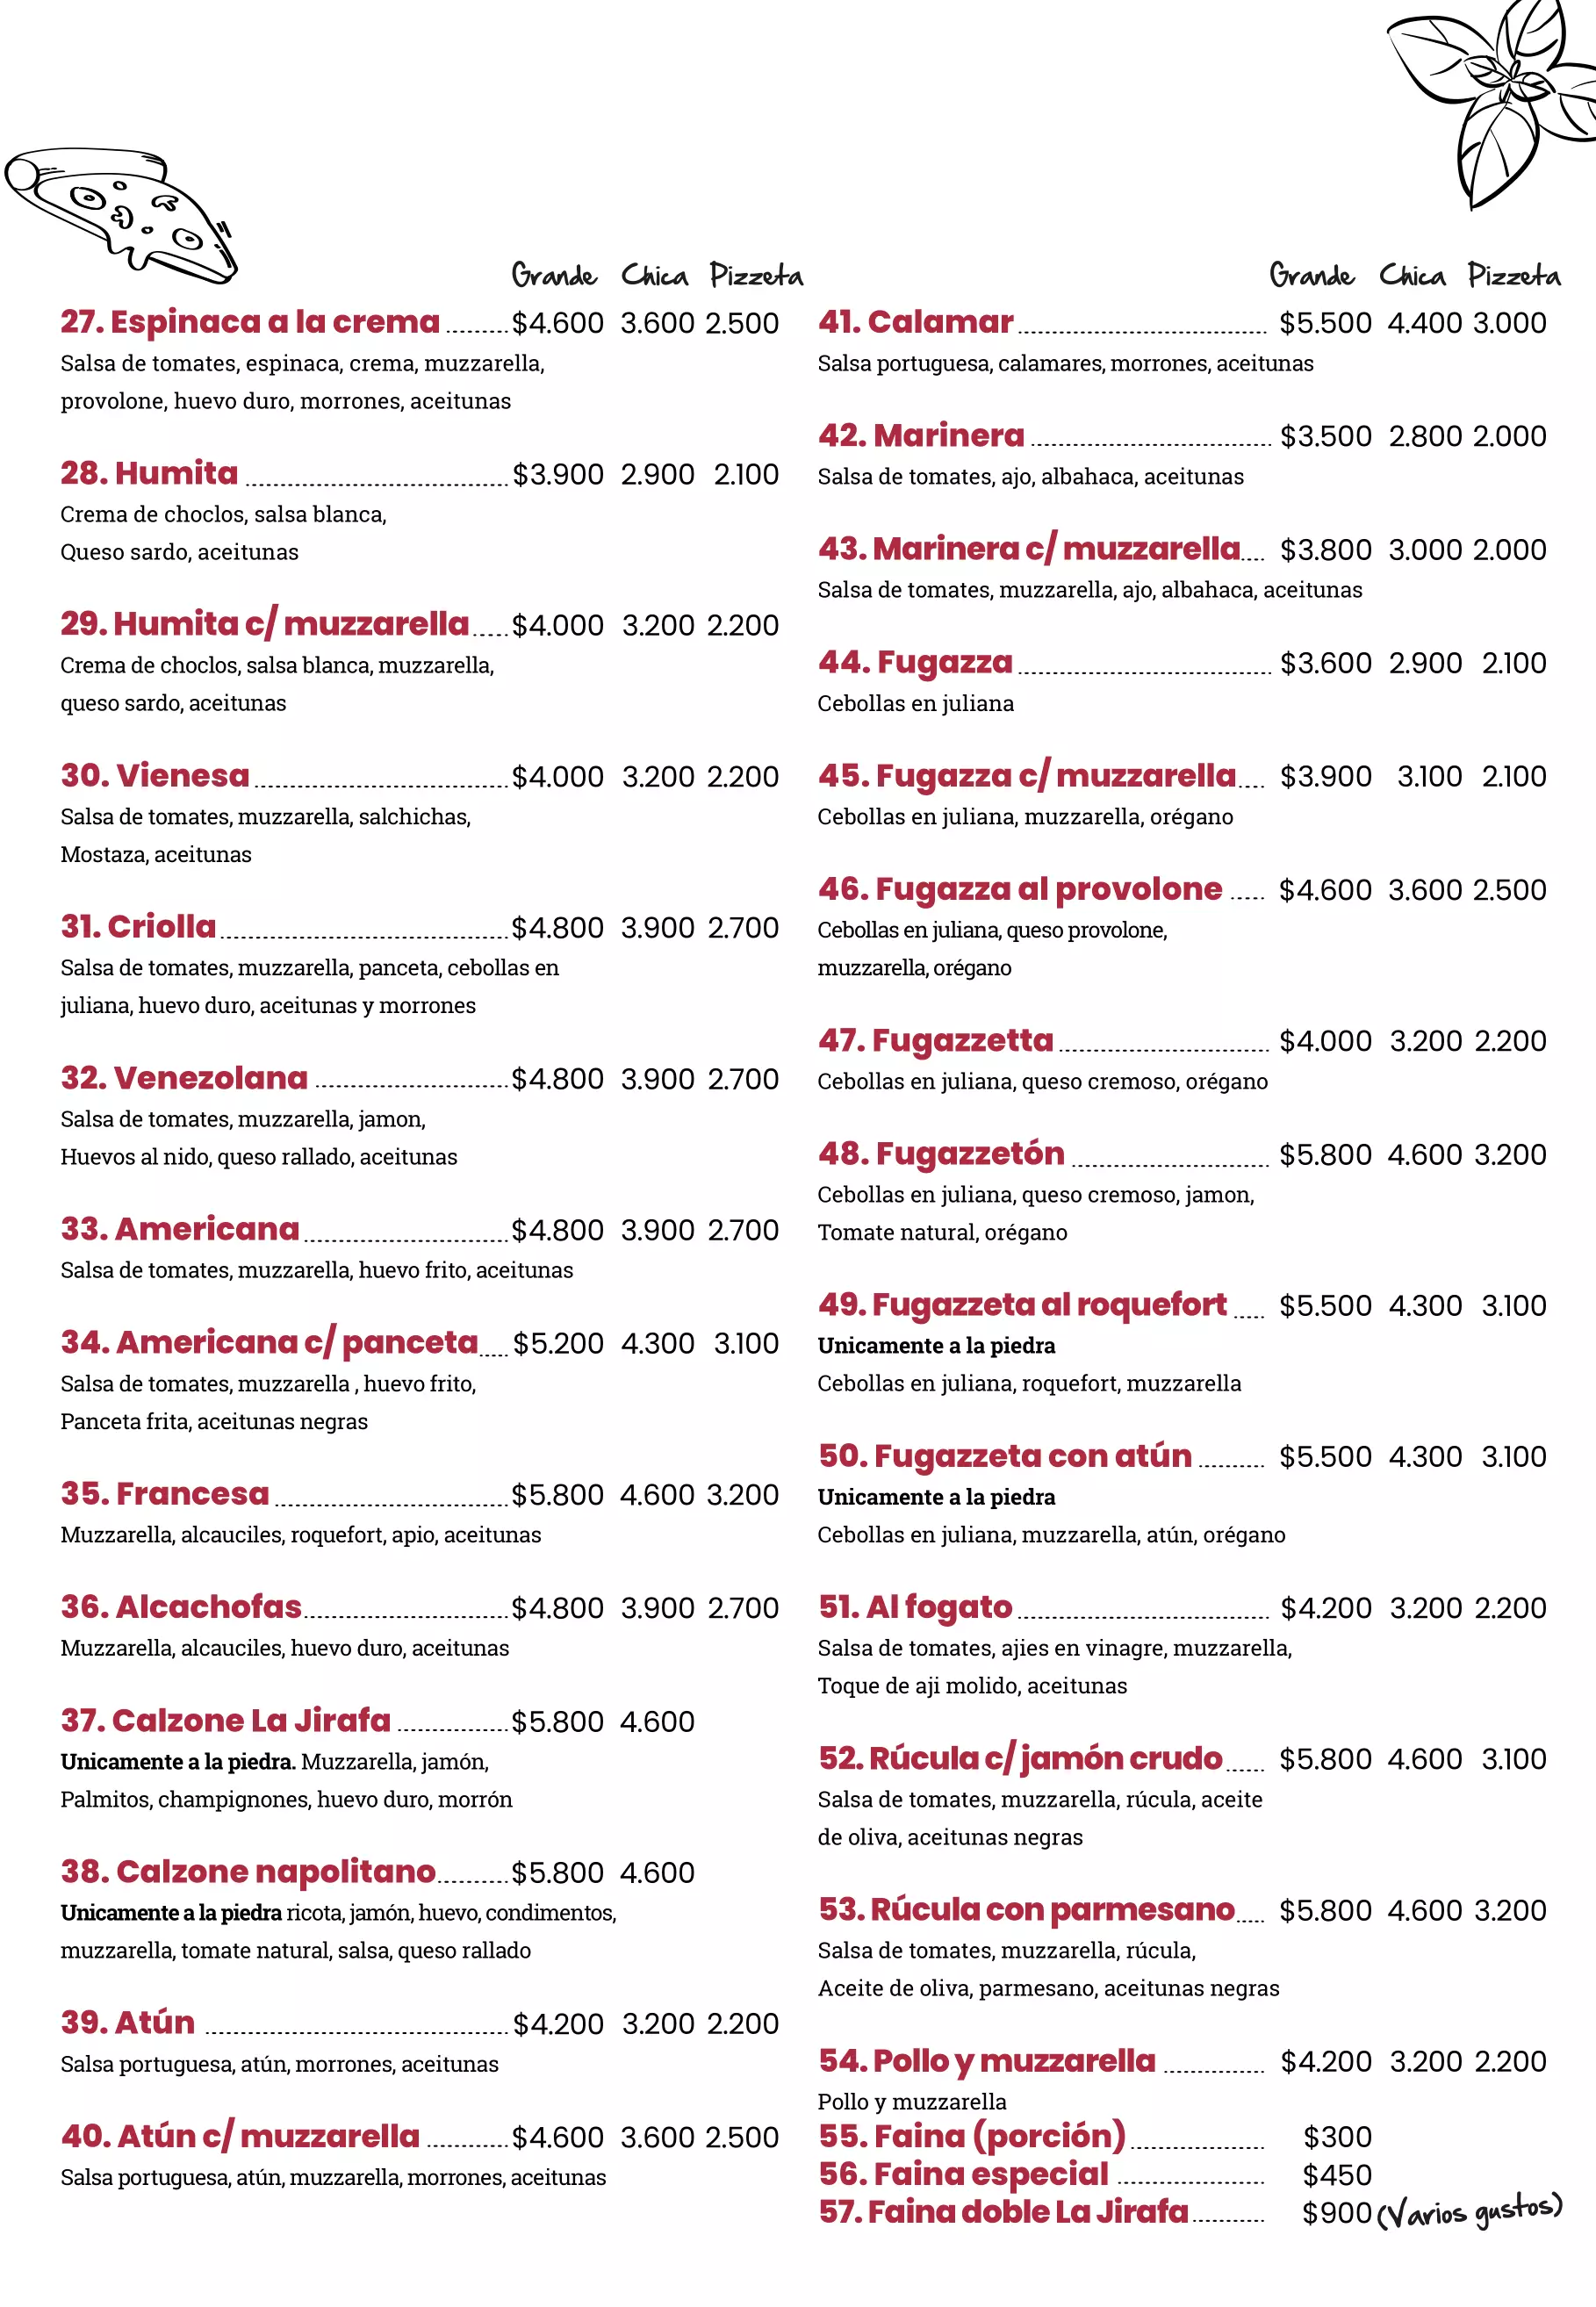 Grande Chica Pizzeta
27. Espinaca a la crema ......... $4.600 3.600 2.500
Salsa de tomates, espinaca, crema, muzzarella,
provolone, huevo duro, morrones, aceitunas
28. Humita ......... $3.900 2.900 2.100
Crema de choclos, salsa blanca,
Queso sardo, aceitunas
29. Humita c/ muzzarella ..... $4.000 3.200 2.200
Crema de choclos, salsa blanca, muzzarella,
queso sardo, aceitunas
30. Vienesa ......... $4.000 3.200 2.200
Salsa de tomates, muzzarella, salchichas,
Mostaza, aceitunas
31. Criolla ......... $4.800 3.900 2.700
Salsa de tomates, muzzarella, panceta, cebollas en
juliana, huevo duro, aceitunas y morrones
32. Venezolana ......... $4.800 3.900 2.700
Salsa de tomates, muzzarella, jamon,
Huevos al nido, queso rallado, aceitunas
33. Americana ......... $4.800 3.900 2.700
Salsa de tomates, muzzarella, huevo frito, aceitunas
34. Americana c/ panceta ..... $5.200 4.300 3.100
Salsa de tomates, muzzarella , huevo frito,
Panceta frita, aceitunas negras
35. Francesa ......... $5.800 4.600 3.200
Muzzarella, alcauciles, roquefort, apio, aceitunas
36. Alcachofas ......... $4.800 3.900 2.700
Muzzarella, alcauciles, huevo duro, aceitunas
37. Calzone La Jirafa ......... $5.800 4.600
Unicamente a la piedra. Muzzarella, jamón,
Palmitos, champignones, huevo duro, morrón
38. Calzone napolitano ......... $5.800 4.600
Unicamente a la piedra ricota, jamón, huevo, condimentos,
muzzarella, tomate natural, salsa, queso rallado
39. Atún ......... $4.200 3.200 2.200
Salsa portuguesa, atún, morrones, aceitunas
40. Atún c/ muzzarella ......... $4.600 3.600 2.500
Salsa portuguesa, atún, muzzarella, morrones, aceitunas
Grande Chica Pizzeta
41. Calamar ......... $5.500 4.400 3.000
Salsa portuguesa, calamares, morrones, aceitunas
42. Marinera ......... $3.500 2.800 2.000
Salsa de tomates, ajo, albahaca, aceitunas
43. Marinera c/ muzzarella .... $3.800 3.000 2.000
Salsa de tomates, muzzarella, ajo, albahaca, aceitunas
44. Fugazza ......... $3.600 2.900 2.100
Cebollas en juliana
45. Fugazza c/ muzzarella .... $3.900 3.100 2.100
Cebollas en juliana, muzzarella, orégano
46. Fugazza al provolone ..... $4.600 3.600 2.500
Cebollas en juliana, queso provolone,
muzzarella, orégano
47. Fugazzetta ......... $4.000 3.200 2.200
Cebollas en juliana, queso cremoso, orégano
48. Fugazzetón ......... $5.800 4.600 3.200
Cebollas en juliana, queso cremoso, jamon,
Tomate natural, orégano
49. Fugazzeta al roquefort ..... $5.500 4.300 3.100
Unicamente a la piedra
Cebollas en juliana, roquefort, muzzarella
50. Fugazzeta con atún ......... $5.500 4.300 3.100
Unicamente a la piedra
Cebollas en juliana, muzzarella, atún, orégano
51. Al fogato ......... $4.200 3.200 2.200
Salsa de tomates, ajies en vinagre, muzzarella,
Toque de aji molido, aceitunas
52. Rúcula c/ jamón crudo ...... $5.800 4.600 3.100
Salsa de tomates, muzzarella, rúcula, aceite
de oliva, aceitunas negras
53. Rúcula con parmesano ..... $5.800 4.600 3.200
Salsa de tomates, muzzarella, rúcula,
Aceite de oliva, parmesano, aceitunas negras
54. Pollo y muzzarella ......... $4.200 3.200 2.200
Pollo y muzzarella
55. Faina (porción) ......... $300
56. Faina especial ......... $450
57. Faina doble La Jirafa ......... $900 (Varios gustos)